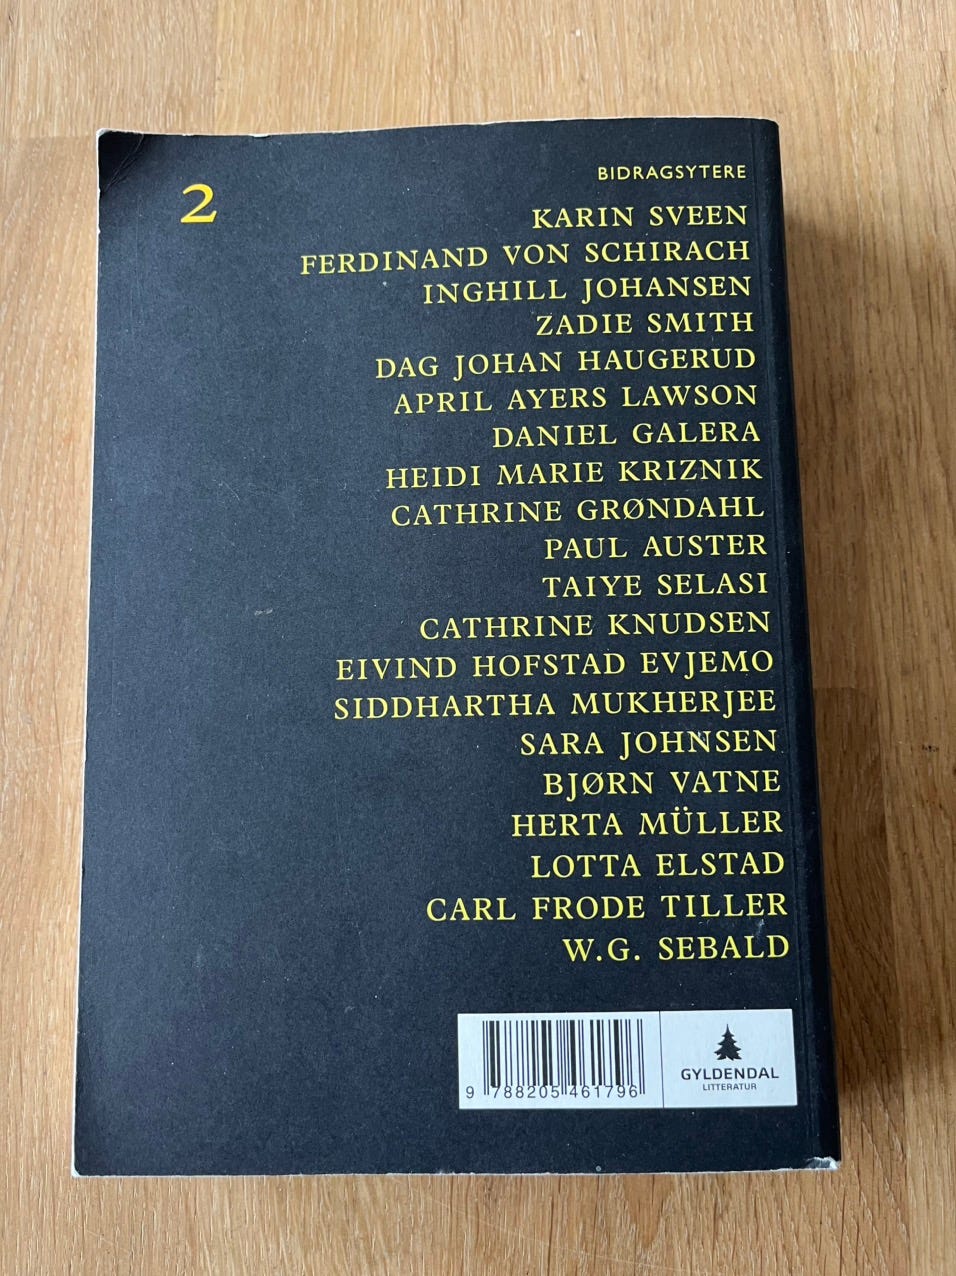 2
BIDRAGSYTERE
KARIN SVEEN
FERDINAND VON SCHIRACH
INGHILL JOHANSEN
ZADIE SMITH
DAG JOHAN HAUGERUD
APRIL AYERS LAWSON
DANIEL GALERA
HEIDI MARIE KRIZNIK
CATHRINE GRØNDAHL
PAUL AUSTER
TAIYE SELASI
CATHRINE KNUDSEN
EIVIND HOFSTAD EVJEMO
SIDDHARTHA MUKHERJEE
SARA JOHNSEN
BJØRN VATNE
HERTA MÜLLER
LOTTA ELSTAD
CARL FRODE TILLER
W.G. SEBALD
9 788205 461796
GYLDENDAL
LITTERATUR